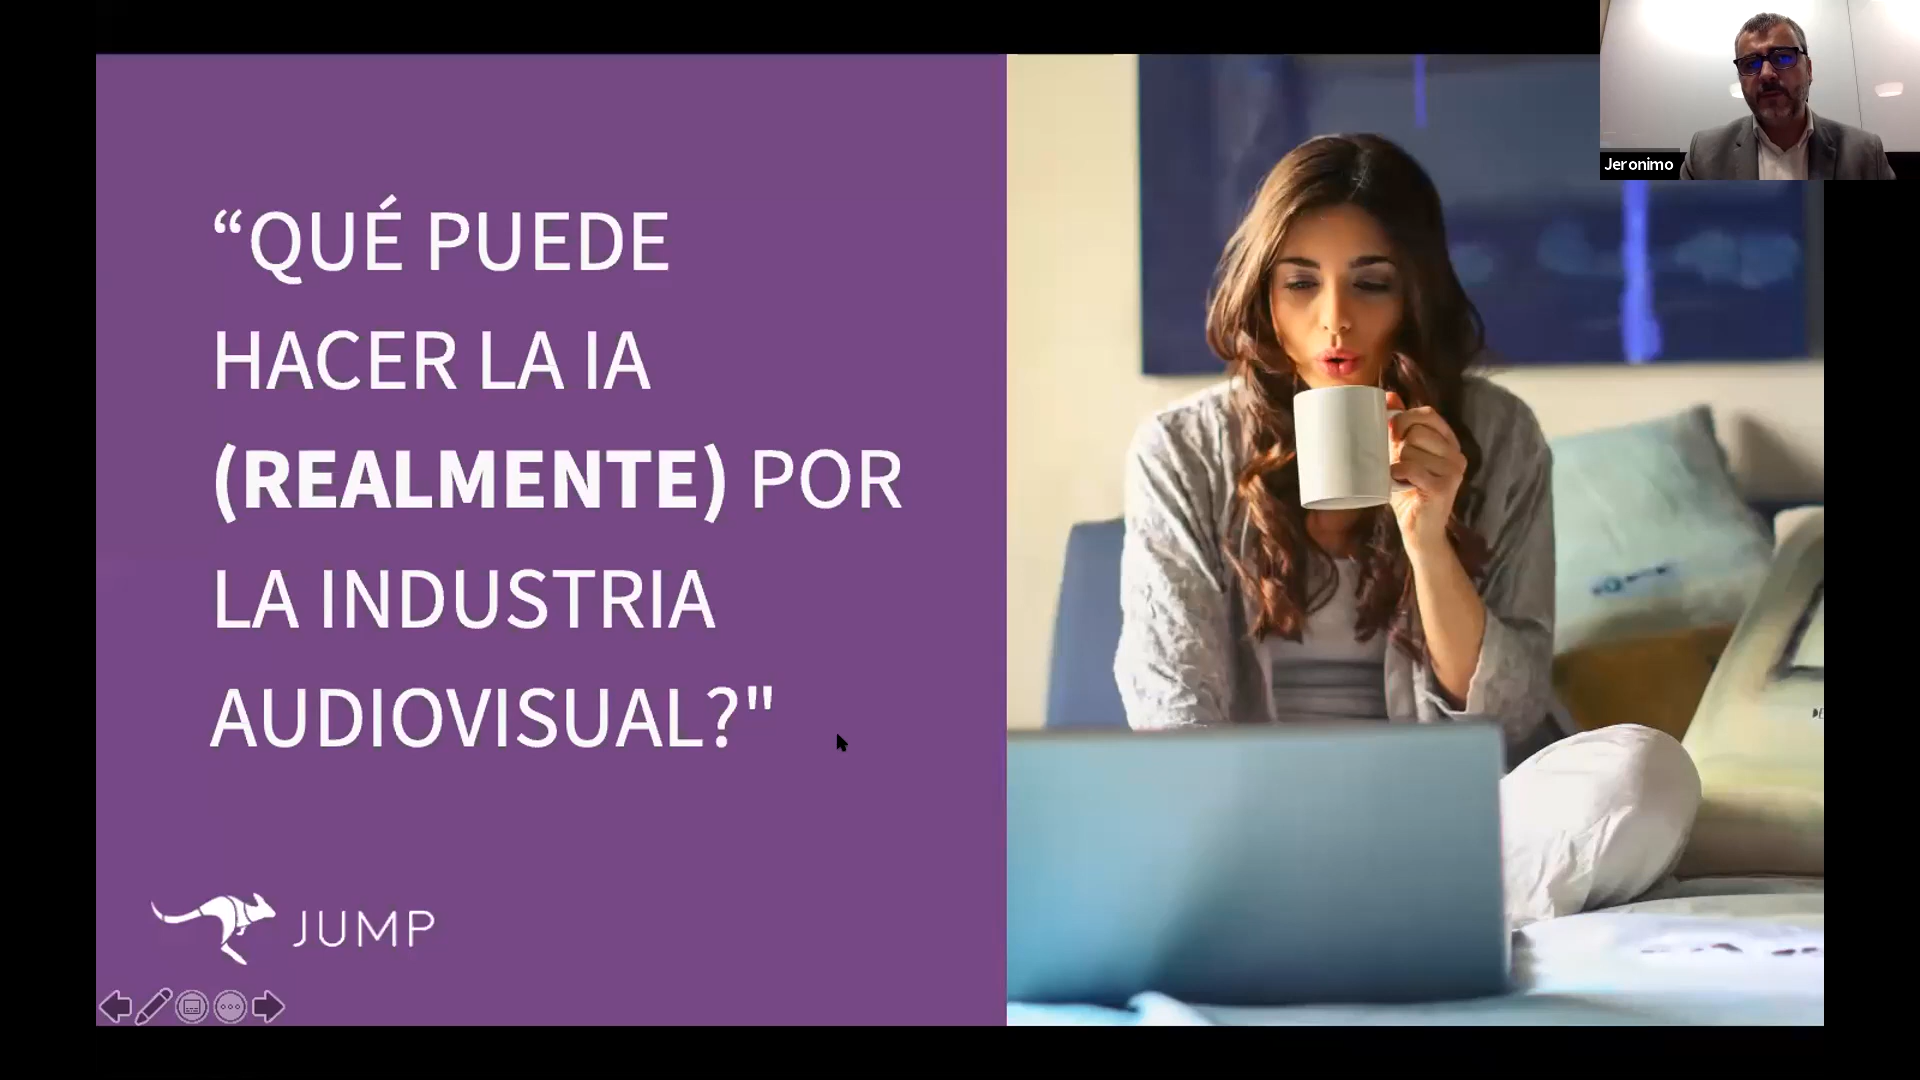 “QUÉ PUEDE
HACER LA IA
(REALMENTE) POR
LA INDUSTRIA
AUDIOVISUAL?"
JUMP
Jeronimo